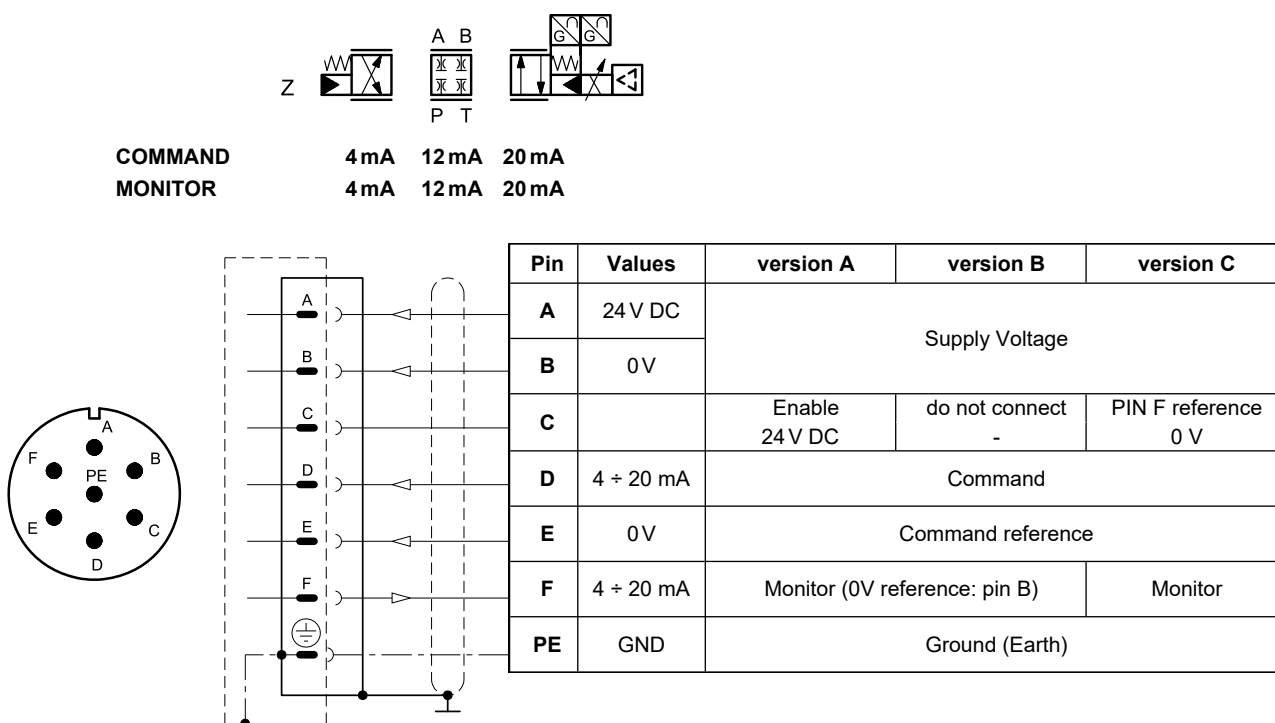 G G
A B
Z
P T
COMMAND 4 mA 12 mA 20 mA
MONITOR 4 mA 12 mA 20 mA
Pin Values version A version B version C
A 24 V DC Supply Voltage
B 0 V
C Enable 24 V DC do not connect - PIN F reference 0 V
D 4 ÷ 20 mA Command
E 0 V Command reference
F 4 ÷ 20 mA Monitor (0V reference: pin B) Monitor
PE GND Ground (Earth)
A
B
C
D
E
F
A
F B
PE
E C
D